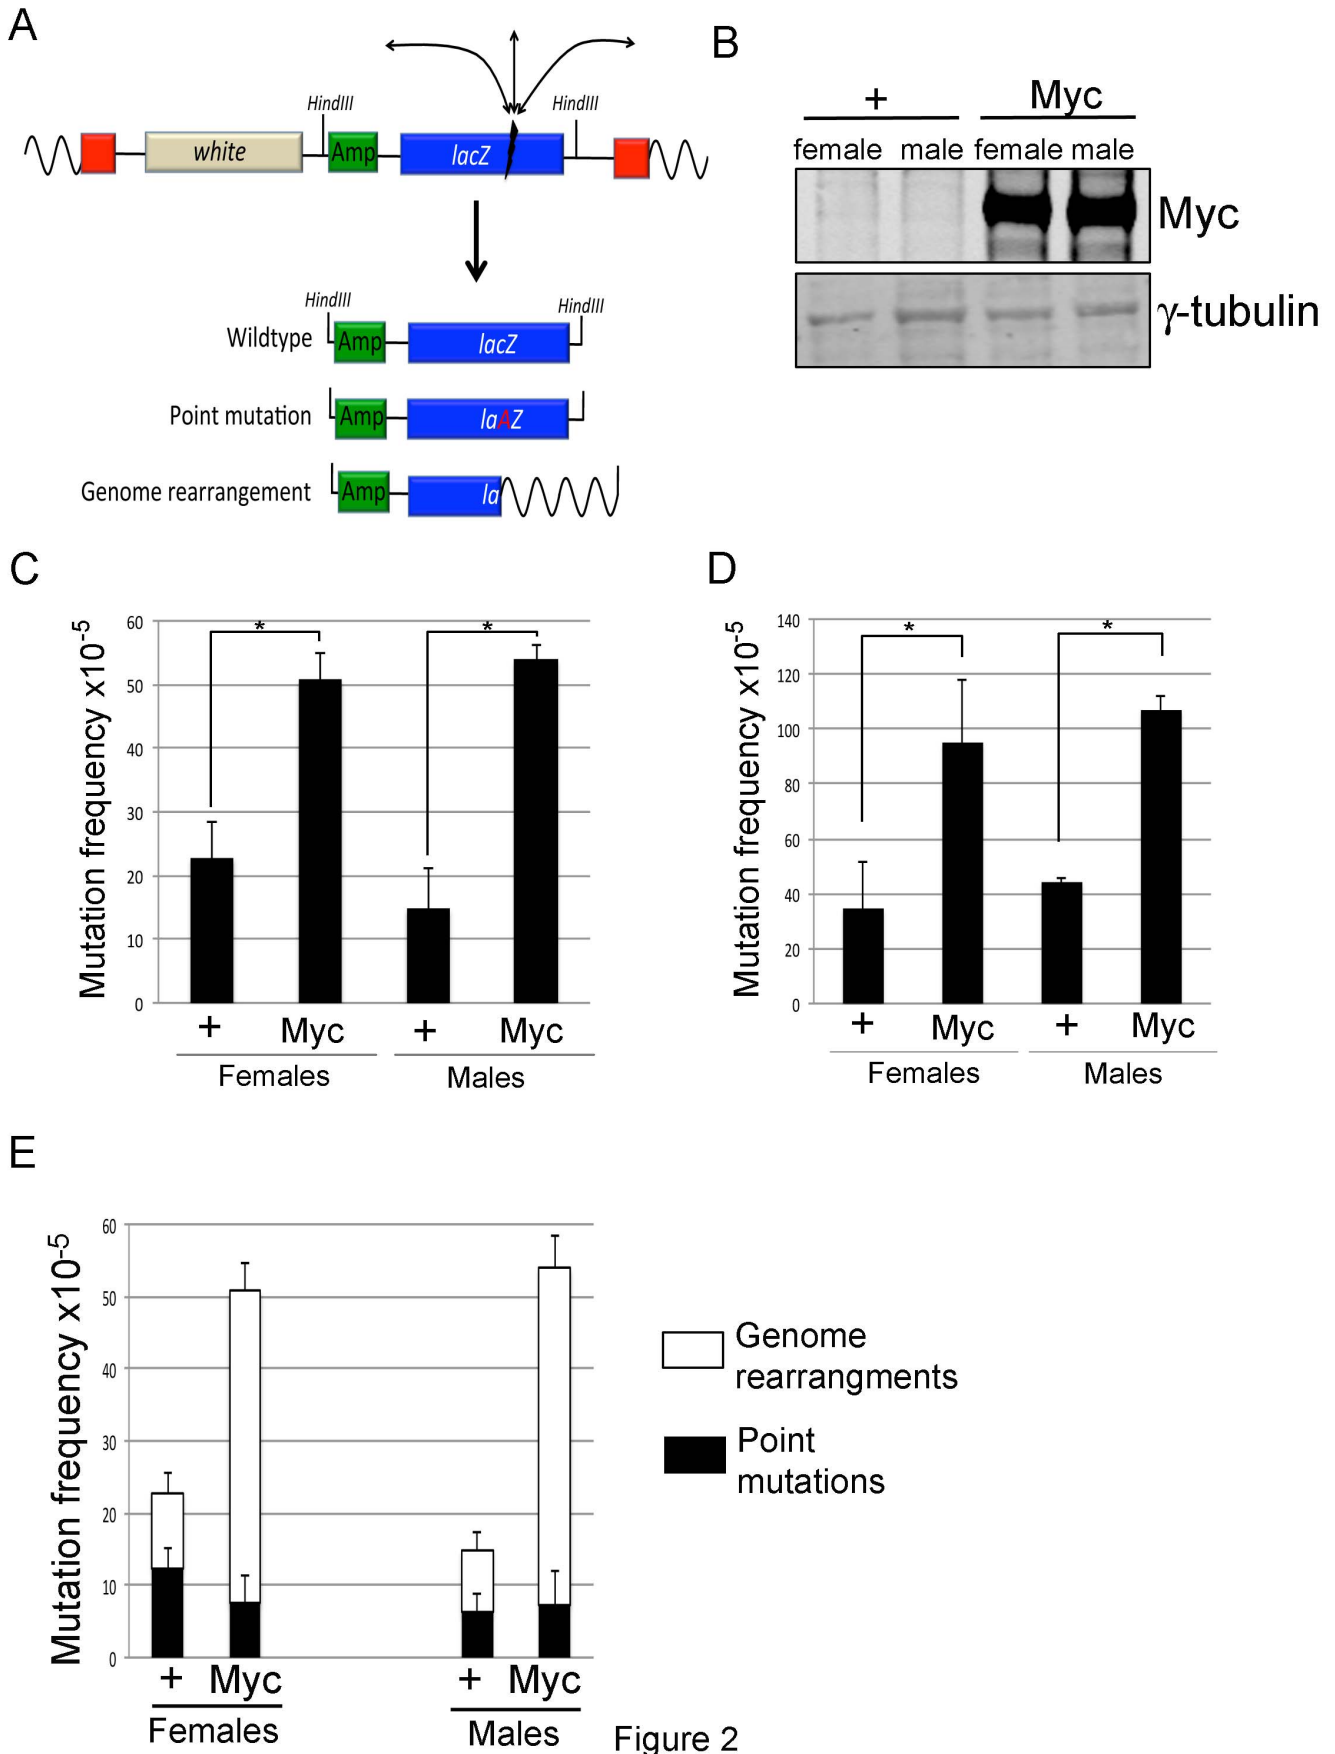 A
HindIII
HindIII
white
Amp
lacZ
HindIII
HindIII
Wildtype
Amp
lacZ
Point mutation
Amp
laAZ
Genome rearrangement
Amp
la
B
+
Myc
female male female male
Myc
γ-tubulin
C
Mutation frequency x10-5
60
50
40
30
20
10
0
*
*
+ Myc + Myc
Females Males
D
Mutation frequency x10-5
140
120
100
80
60
40
20
0
*
*
+ Myc + Myc
Females Males
E
Mutation frequency x10-5
60
50
40
30
20
10
0
+ Myc + Myc
Females Males
Genome
rearrangments
Point
mutations
Figure 2